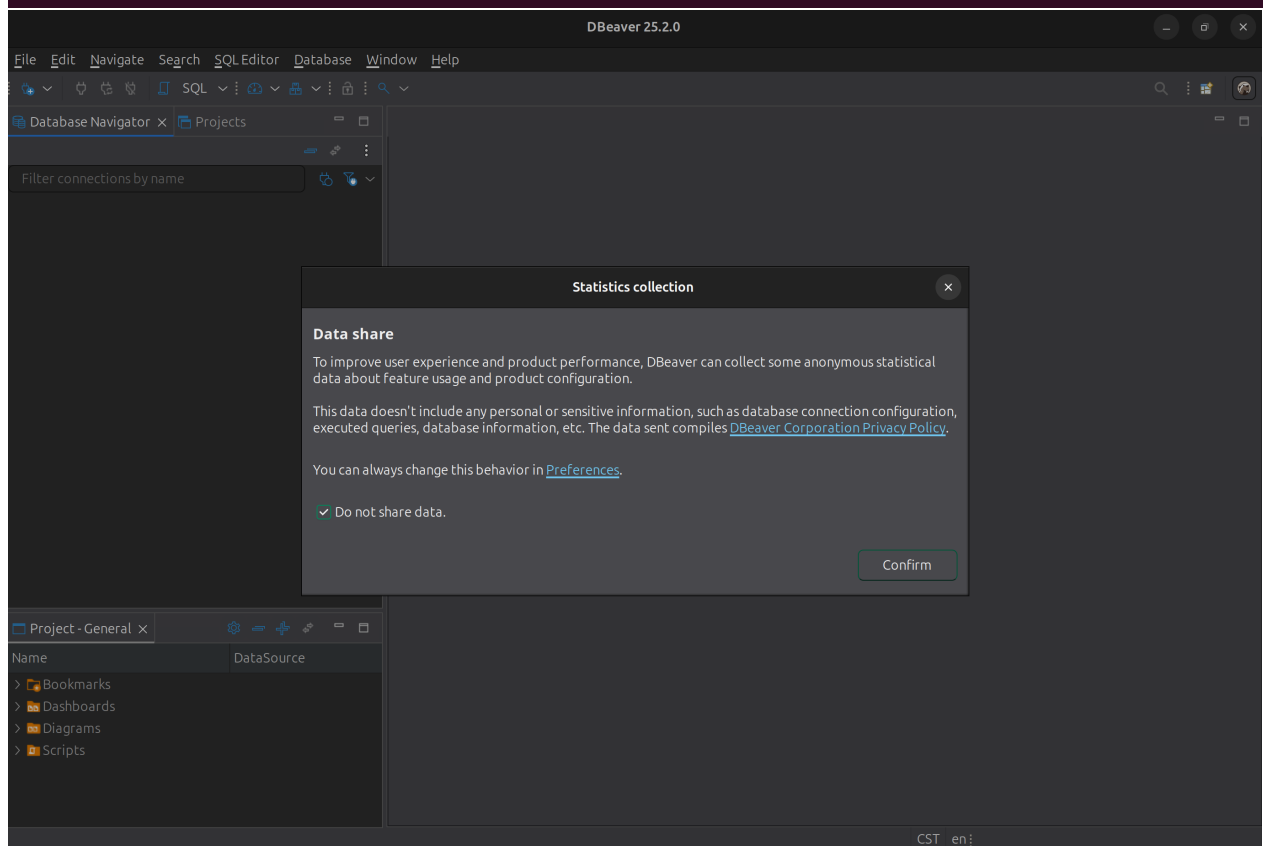 DBeaver 25.2.0
File Edit Navigate Search SQL Editor Database Window Help
SQL
Database Navigator
Projects
Filter connections by name
Statistics collection
Data share
To improve user experience and product performance, DBeaver can collect some anonymous statistical
data about feature usage and product configuration.
This data doesn't include any personal or sensitive information, such as database connection configuration,
executed queries, database information, etc. The data sent compiles DBeaver Corporation Privacy Policy.
You can always change this behavior in Preferences.
Do not share data.
Confirm
Project - General
Name DataSource
Bookmarks
Dashboards
Diagrams
Scripts
CST en